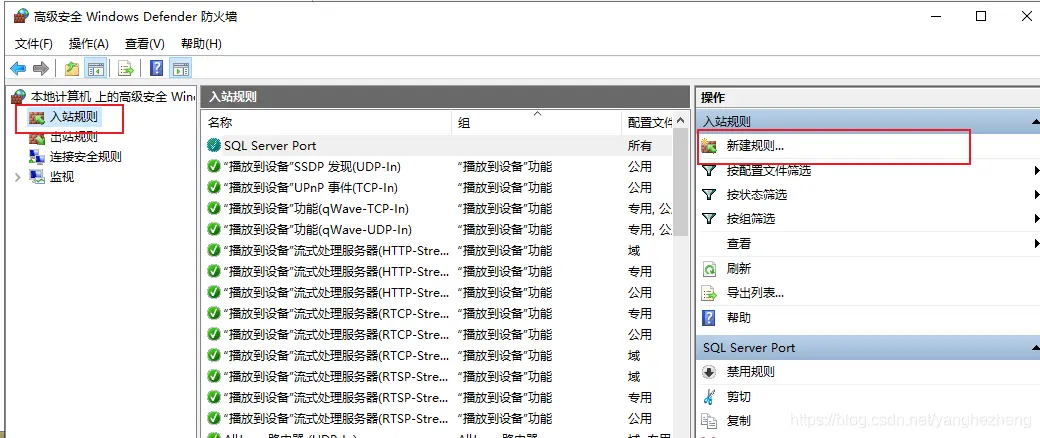 高级安全 Windows Defender 防火墙
文件(F) 操作(A) 查看(V) 帮助(H)
本地计算机 上的高级安全 Wind
入站规则
出站规则
连接安全规则
监视
入站规则
名称 组 配置文件
SQL Server Port 所有
“播放到设备”SSDP 发现(UDP-In) “播放到设备”功能 公用
“播放到设备”UPnP 事件(TCP-In) “播放到设备”功能 公用
“播放到设备”功能(qWave-TCP-In) “播放到设备”功能 专用, 公
“播放到设备”功能(qWave-UDP-In) “播放到设备”功能 专用, 公
“播放到设备”流式处理服务器(HTTP-Stre... “播放到设备”功能 域
“播放到设备”流式处理服务器(HTTP-Stre... “播放到设备”功能 专用
“播放到设备”流式处理服务器(HTTP-Stre... “播放到设备”功能 公用
“播放到设备”流式处理服务器(RTCP-Stre... “播放到设备”功能 专用
“播放到设备”流式处理服务器(RTCP-Stre... “播放到设备”功能 公用
“播放到设备”流式处理服务器(RTCP-Stre... “播放到设备”功能 域
“播放到设备”流式处理服务器(RTSP-Stre... “播放到设备”功能 域
“播放到设备”流式处理服务器(RTSP-Stre... “播放到设备”功能 专用
“播放到设备”流式处理服务器(RTSP-Stre... “播放到设备”功能 公用
操作
入站规则
新建规则...
按配置文件筛选
按状态筛选
按组筛选
查看
刷新
导出列表...
帮助
SQL Server Port
禁用规则
剪切
复制
https://blog.csdn.net/yanghezheng